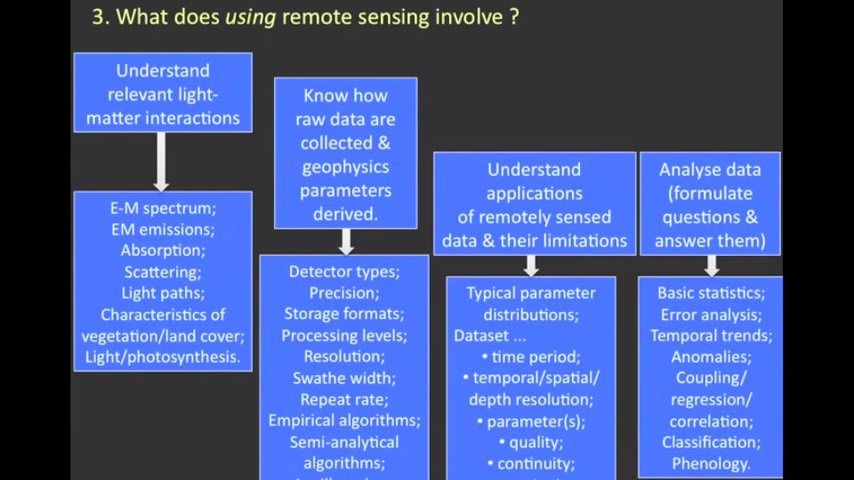 3. What does using remote sensing involve ?
Understand
relevant light-
matter interactions
E-M spectrum;
EM emissions;
Absorption;
Scattering;
Light paths;
Characteristics of
vegetation/land cover;
Light/photosynthesis.
Know how
raw data are
collected &
geophysics
parameters
derived.
Detector types;
Precision;
Storage formats;
Processing levels;
Resolution;
Swathe width;
Repeat rate;
Empirical algorithms;
Semi-analytical
algorithms;
Understand
applications
of remotely sensed
data & their limitations
Typical parameter
distributions;
Dataset ...
• time period;
• temporal/spatial/
depth resolution;
• parameter(s);
• quality;
• continuity;
Analyse data
(formulate
questions &
answer them)
Basic statistics;
Error analysis;
Temporal trends;
Anomalies;
Coupling/
regression/
correlation;
Classification;
Phenology.